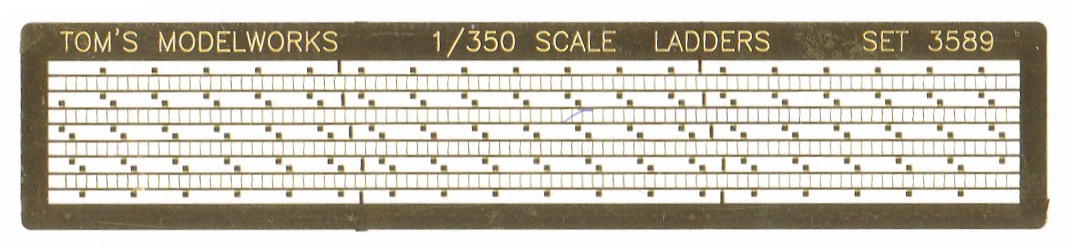 TOM'S MODELWORKS 1/350 SCALE LADDERS SET 3589